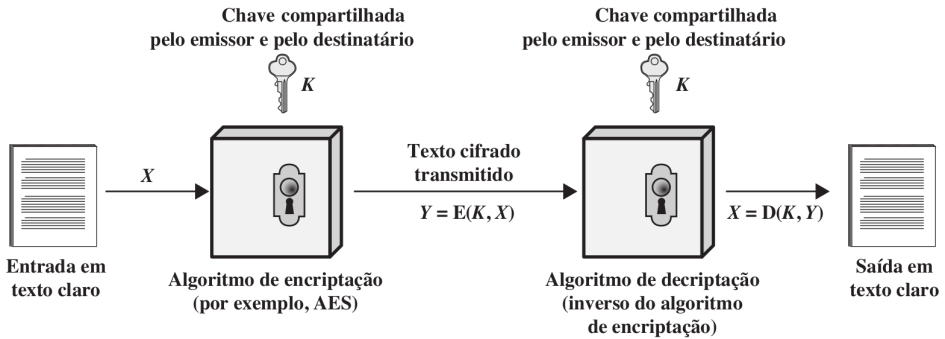 Chave compartilhada
pelo emissor e pelo destinatário
K
Chave compartilhada
pelo emissor e pelo destinatário
K
X
Texto cifrado
transmitido
Y = E(K, X)
X = D(K, Y)
Entrada em
texto claro
Algoritmo de encriptação
(por exemplo, AES)
Algoritmo de decriptação
(inverso do algoritmo
de encriptação)
Saída em
texto claro